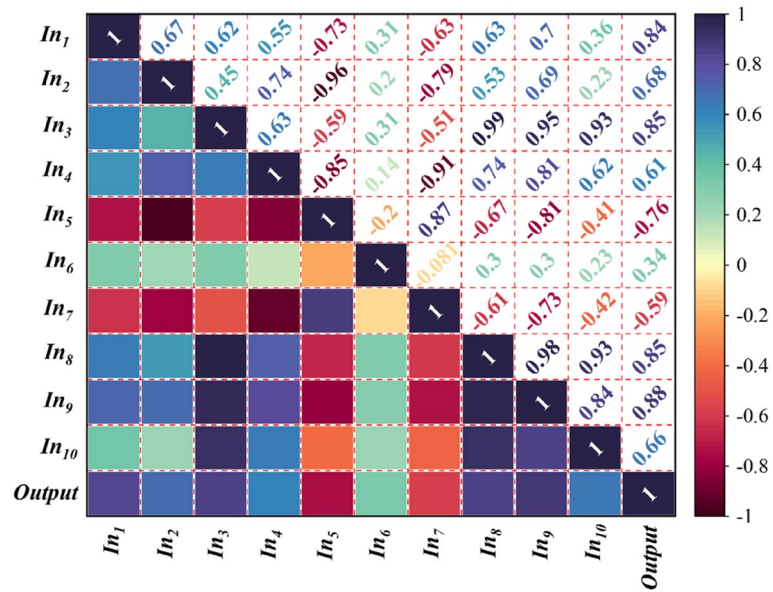 In1 1 0.67 0.62 0.55 -0.73 0.31 -0.63 0.63 0.7 0.36 0.84
In2 1 0.45 0.74 -0.96 0.2 -0.79 0.53 0.69 0.23 0.68
In3 1 0.63 -0.59 0.31 -0.51 0.99 0.95 0.93 0.85
In4 1 -0.85 0.14 -0.91 0.74 0.81 0.62 0.61
In5 1 -0.2 0.87 -0.67 -0.81 -0.41 -0.76
In6 1 -0.081 0.3 0.3 0.23 0.34
In7 1 -0.61 -0.73 -0.42 -0.59
In8 1 0.98 0.93 0.85
In9 1 0.84 0.88
In10 1 0.66
Output 1
In1 In2 In3 In4 In5 In6 In7 In8 In9 In10 Output
1
0.8
0.6
0.4
0.2
0
-0.2
-0.4
-0.6
-0.8
-1